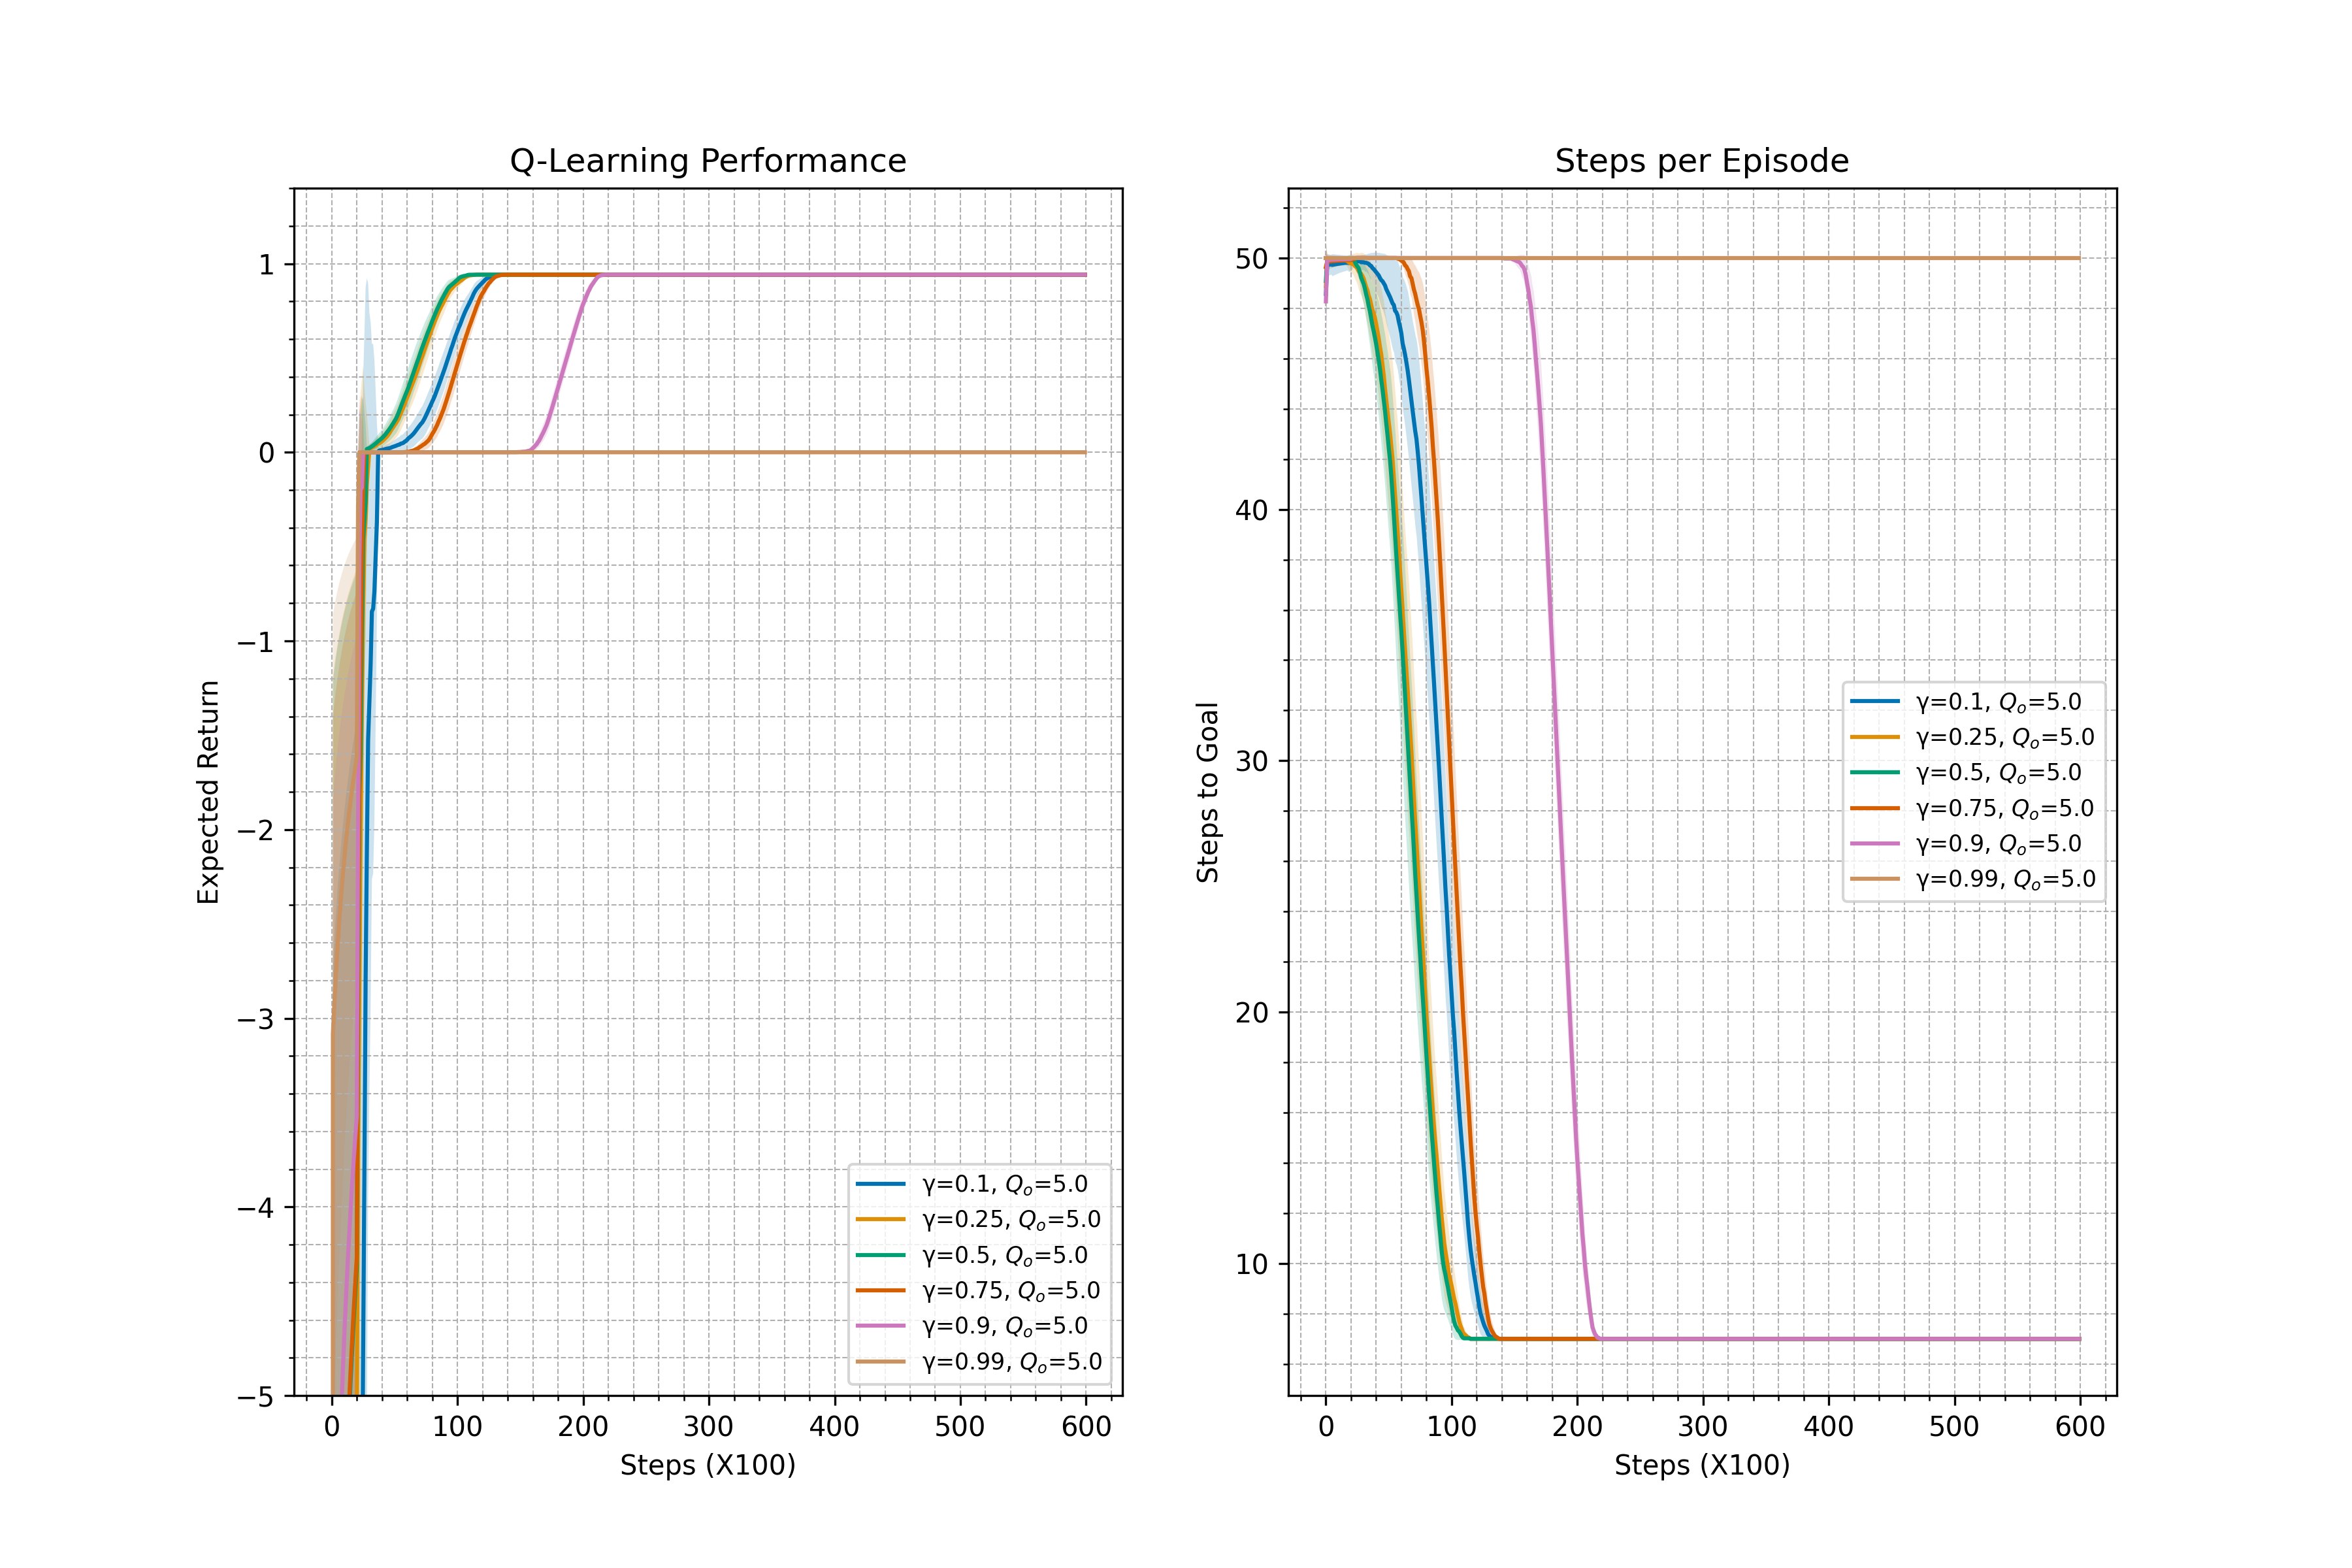 Q-Learning Performance
1
0
−1
−2
−3
−4
−5
Expected Return
0 100 200 300 400 500 600
Steps (X100)
γ=0.1, Qo=5.0
γ=0.25, Qo=5.0
γ=0.5, Qo=5.0
γ=0.75, Qo=5.0
γ=0.9, Qo=5.0
γ=0.99, Qo=5.0
Steps per Episode
50
40
30
20
10
Steps to Goal
0 100 200 300 400 500 600
Steps (X100)
γ=0.1, Qo=5.0
γ=0.25, Qo=5.0
γ=0.5, Qo=5.0
γ=0.75, Qo=5.0
γ=0.9, Qo=5.0
γ=0.99, Qo=5.0